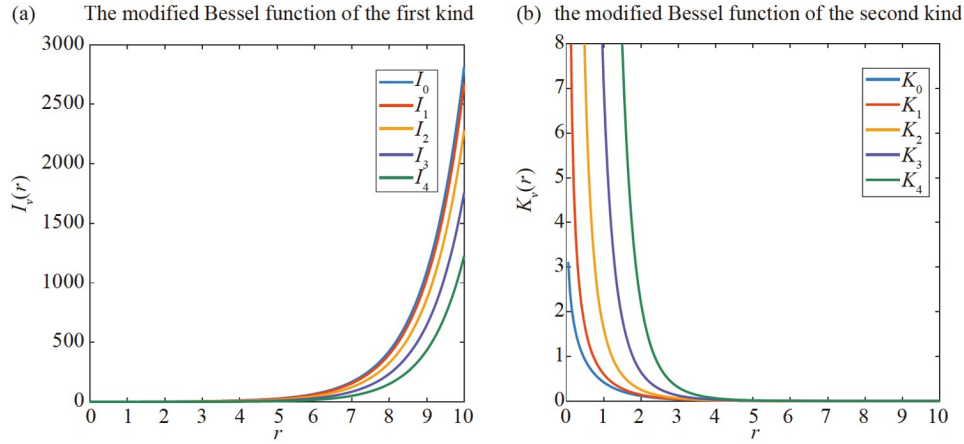 (a) The modified Bessel function of the first kind
3000
2500
2000
1500
1000
500
0
I_v(r)
I_0
I_1
I_2
I_3
I_4
0 1 2 3 4 5 6 7 8 9 10
r
(b) the modified Bessel function of the second kind
8
7
6
5
4
3
2
1
0
K_v(r)
K_0
K_1
K_2
K_3
K_4
0 1 2 3 4 5 6 7 8 9 10
r